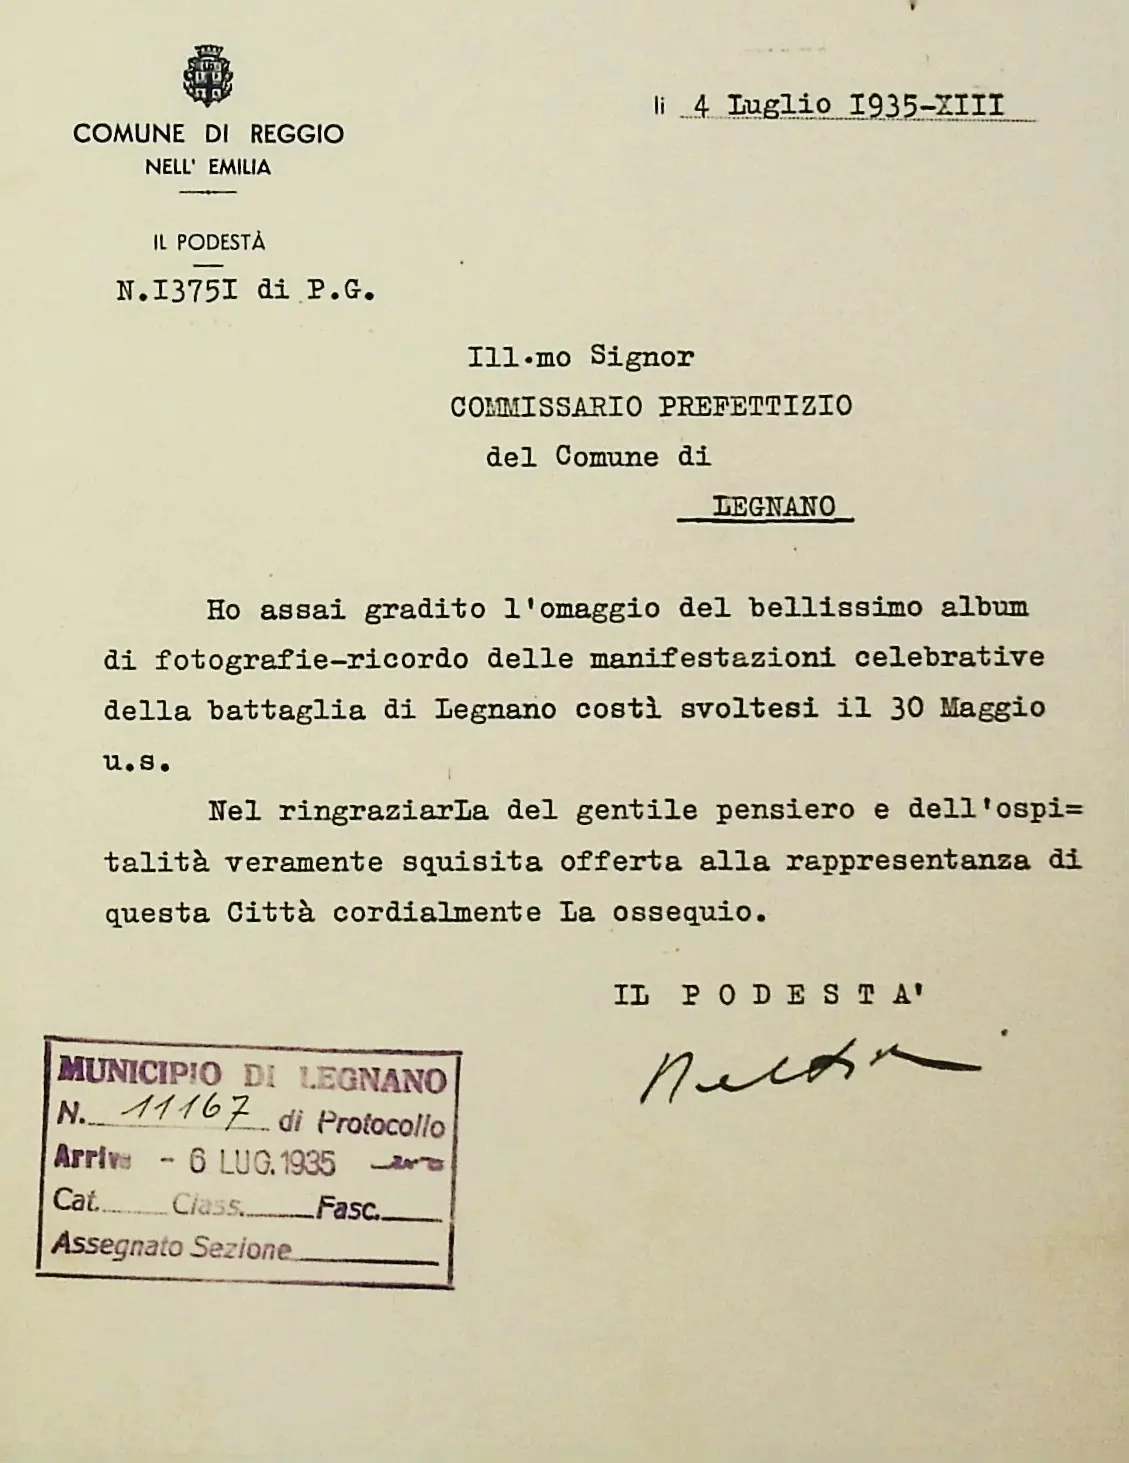 COMUNE DI REGGIO
NELL' EMILIA
IL PODESTÀ
N.I375I di P.G.
li 4 Luglio I935-XIII
Ill.mo Signor
COMMISSARIO PREFETTIZIO
del Comune di
LEGNANO
Ho assai gradito l'omaggio del bellissimo album
di fotografie-ricordo delle manifestazioni celebrative
della battaglia di Legnano costì svoltesi il 30 Maggio
u.s.
Nel ringraziarLa del gentile pensiero e dell'ospi=
talità veramente squisita offerta alla rappresentanza di
questa Città cordialmente La ossequio.
IL PODESTA'
MUNICIPIO DI LEGNANO
N. 11167 di Protocollo
Arrivo - 6 LUG. 1935
Cat. Class. Fasc.
Assegnato Sezione